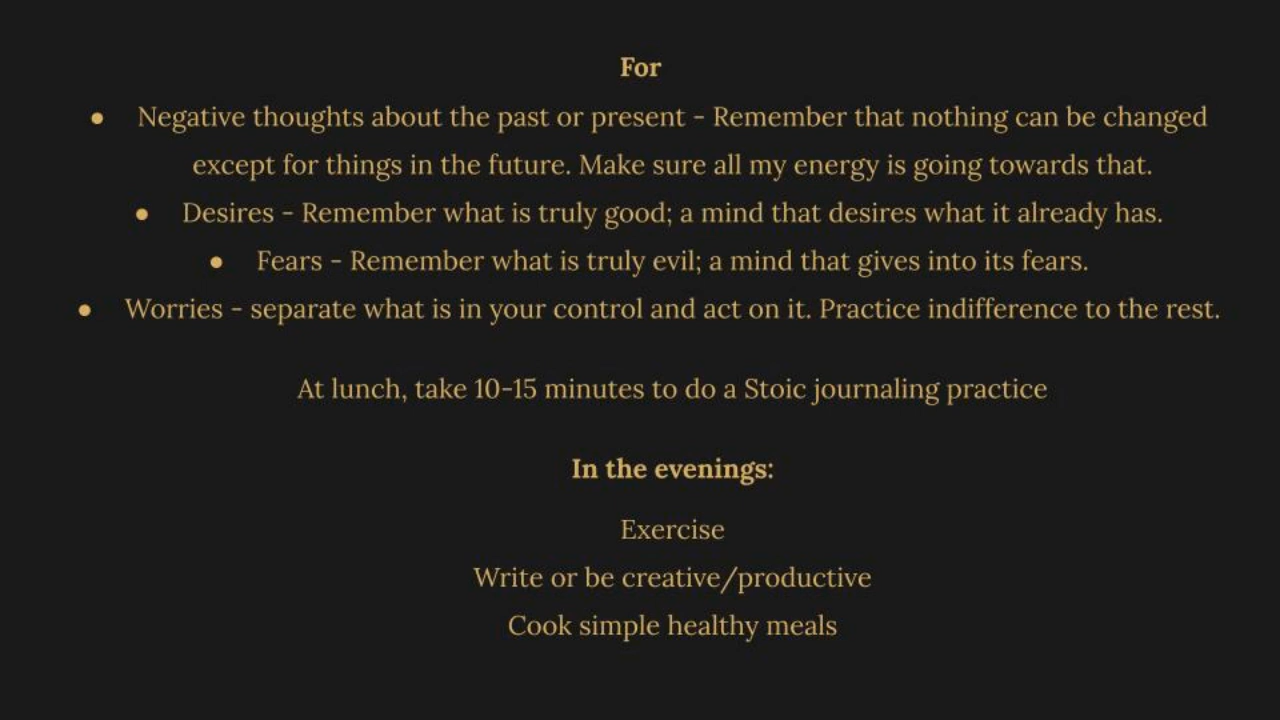 For
● Negative thoughts about the past or present - Remember that nothing can be changed
except for things in the future. Make sure all my energy is going towards that.
● Desires - Remember what is truly good; a mind that desires what it already has.
● Fears - Remember what is truly evil; a mind that gives into its fears.
● Worries - separate what is in your control and act on it. Practice indifference to the rest.
At lunch, take 10-15 minutes to do a Stoic journaling practice
In the evenings:
Exercise
Write or be creative/productive
Cook simple healthy meals